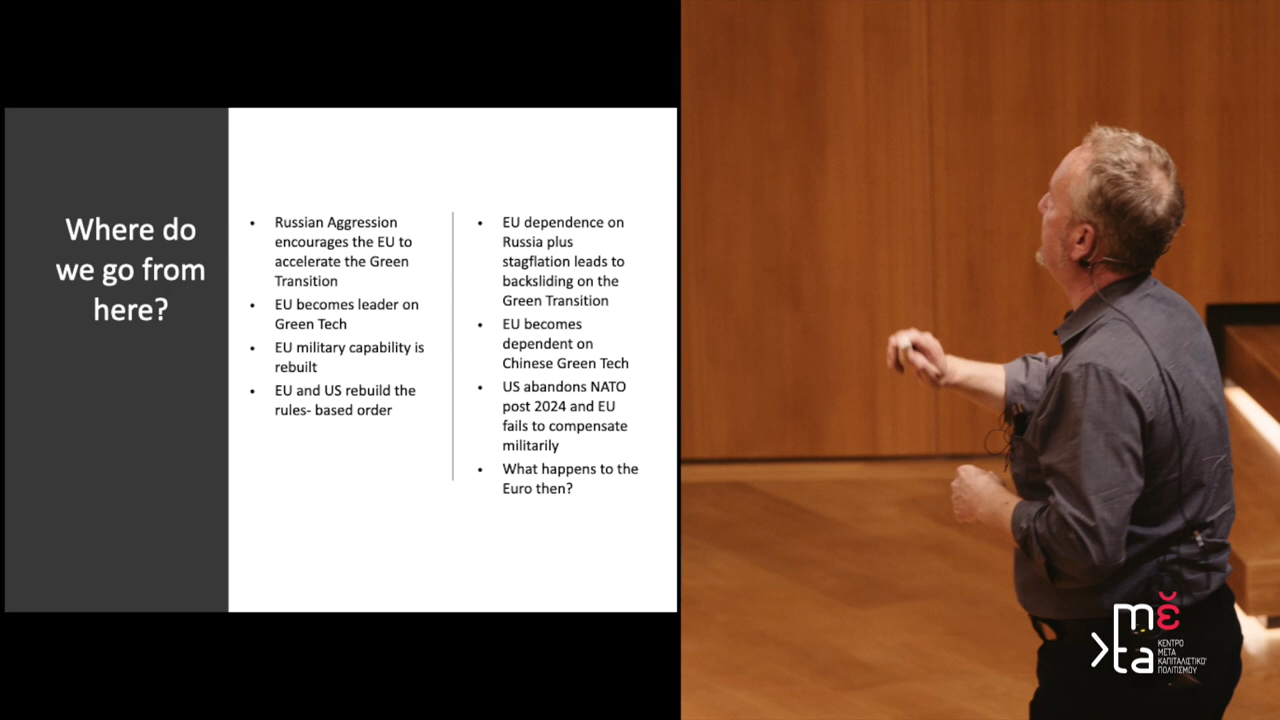 Where do
we go from
here?
• Russian Aggression
encourages the EU to
accelerate the Green
Transition
• EU becomes leader on
Green Tech
• EU military capability is
rebuilt
• EU and US rebuild the
rules- based order
• EU dependence on
Russia plus
stagflation leads to
backsliding on the
Green Transition
• EU becomes
dependent on
Chinese Green Tech
• US abandons NATO
post 2024 and EU
fails to compensate
militarily
• What happens to the
Euro then?
mε
ta
ΚΕΝΤΡΟ
ΜΕΤΑ
ΚΑΠΙΤΑΛΙΣΤΙΚΟΥ
ΠΟΛΙΤΙΣΜΟΥ